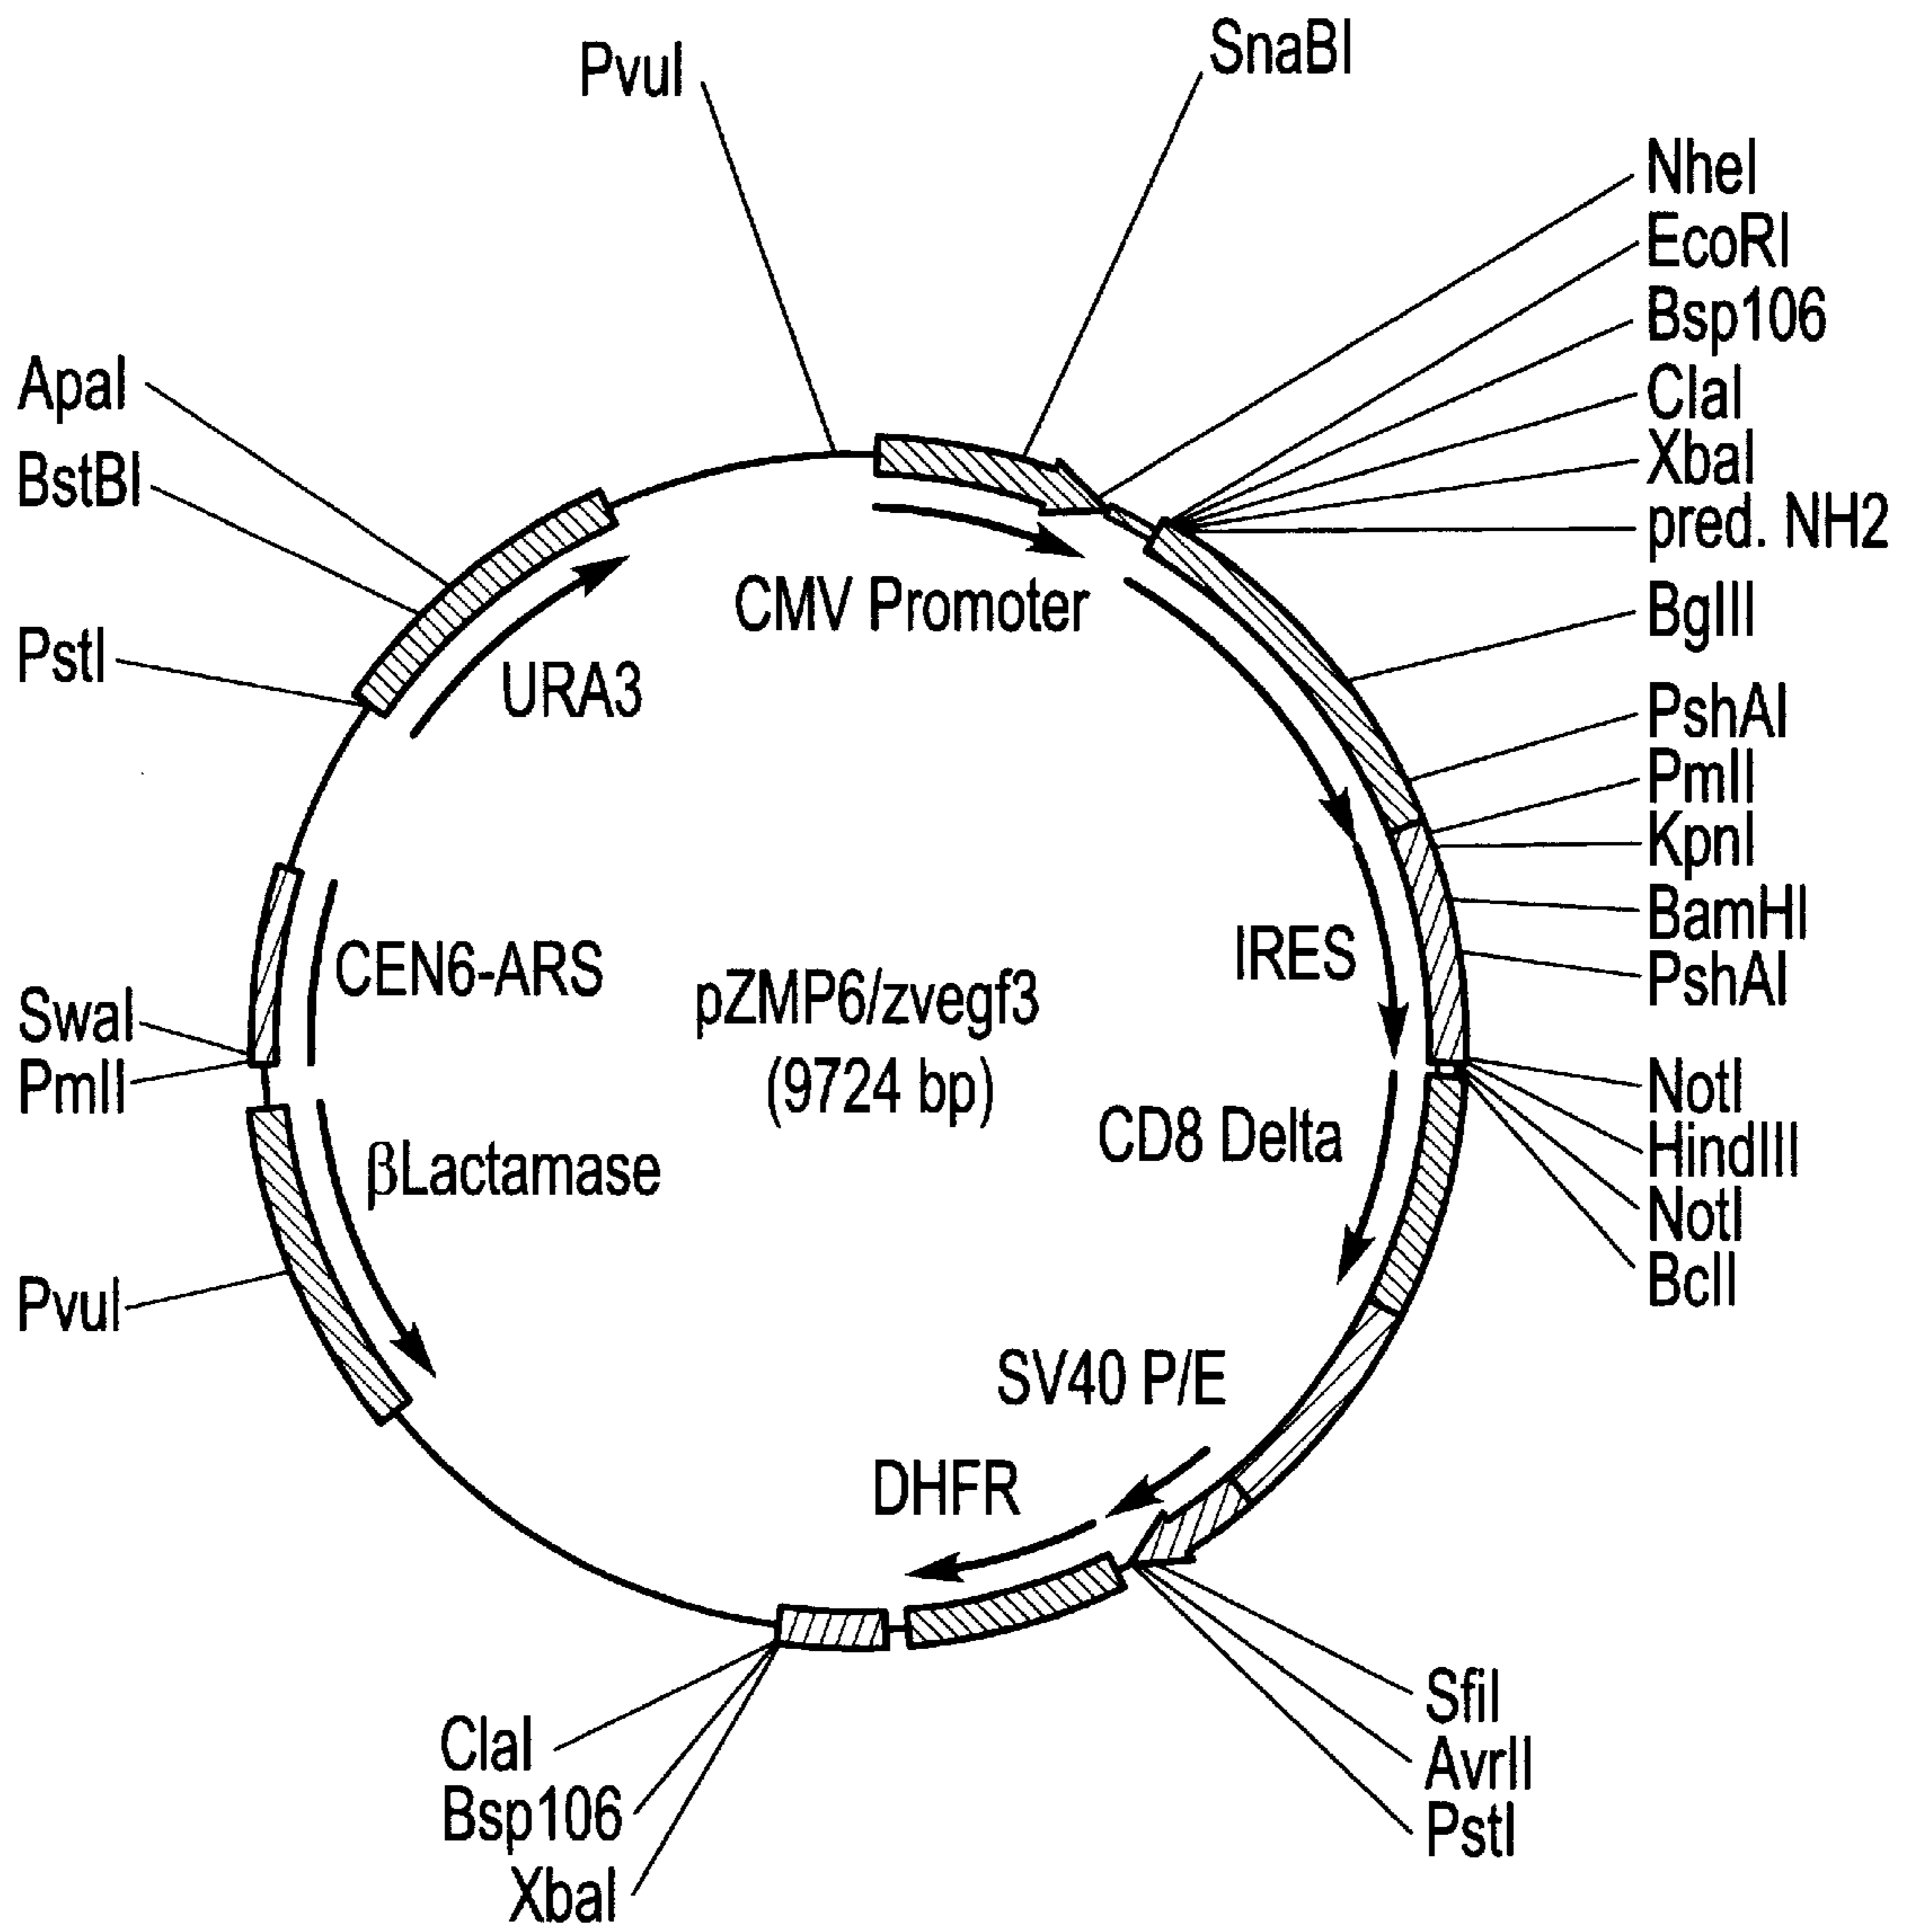 PvuI
SnaBI
NheI
EcoRI
Bsp106
ClaI
XbaI
pred. NH2
BglII
PshAI
PmlI
KpnI
BamHI
PshAI
NotI
HindIII
NotI
BclI
SfiI
AvrII
PstI
ClaI
Bsp106
XbaI
PvuI
PmlI
SwaI
PstI
BstBI
ApaI
CMV Promoter
URA3
CEN6-ARS
βLactamase
pZMP6/zvegf3
(9724 bp)
IRES
CD8 Delta
SV40 P/E
DHFR